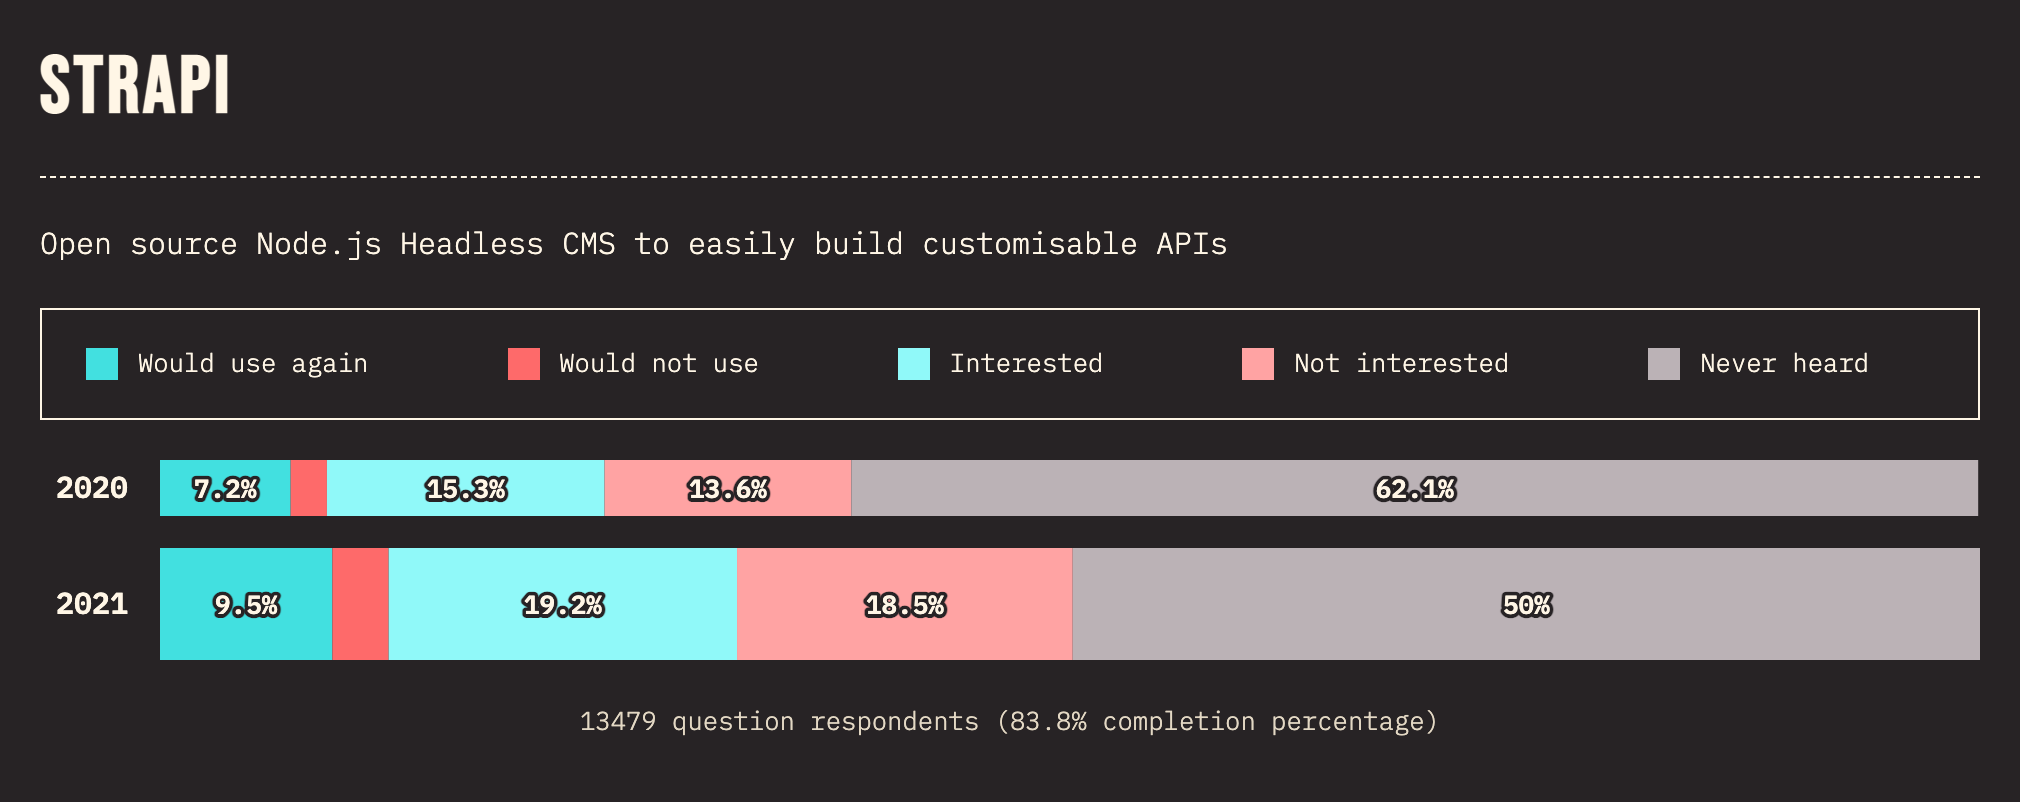 STRAPI
Open source Node.js Headless CMS to easily build customisable APIs
Would use again Would not use Interested Not interested Never heard
2020 7.2% 15.3% 13.6% 62.1%
2021 9.5% 19.2% 18.5% 50%
13479 question respondents (83.8% completion percentage)